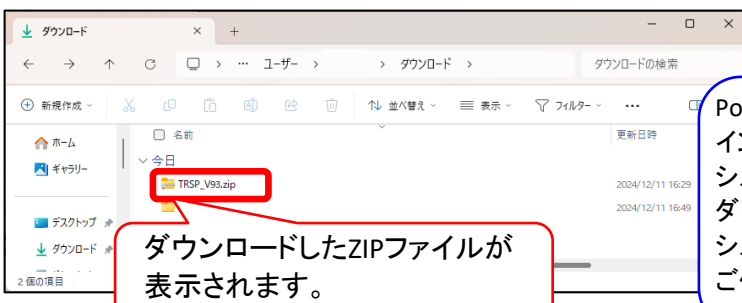 ダウンロード
ユーザー > > ダウンロード >
ダウンロードの検索
新規作成
並べ替え
表示
フィルター
名前
更新日時
ホーム
ギャラリー
今日
TRSP_V93.zip
2024/12/11 16:29
2024/12/11 16:49
デスクトップ
ダウンロード
2 個の項目
ダウンロードしたZIPファイルが
表示されます。
Po
イン
シ
ダ
シ
ご